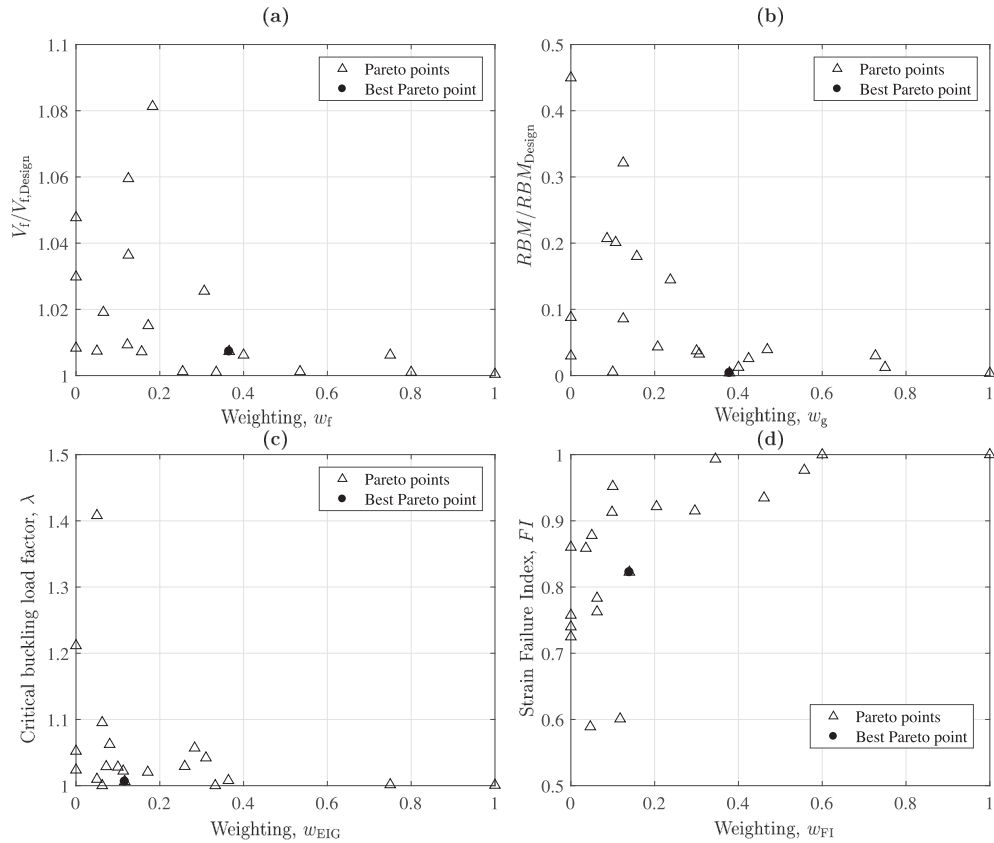 (a)
1.1
1.08
1.06
1.04
1.02
1
V_f/V_f,Design
Pareto points
Best Pareto point
0 0.2 0.4 0.6 0.8 1
Weighting, w_f
(b)
0.5
0.4
0.3
0.2
0.1
0
RBM/RBM_Design
Pareto points
Best Pareto point
0 0.2 0.4 0.6 0.8 1
Weighting, w_g
(c)
1.5
1.4
1.3
1.2
1.1
1
Critical buckling load factor, λ
Pareto points
Best Pareto point
0 0.2 0.4 0.6 0.8 1
Weighting, w_EIG
(d)
1
0.9
0.8
0.7
0.6
0.5
Strain Failure Index, FI
Pareto points
Best Pareto point
0 0.2 0.4 0.6 0.8 1
Weighting, w_FI